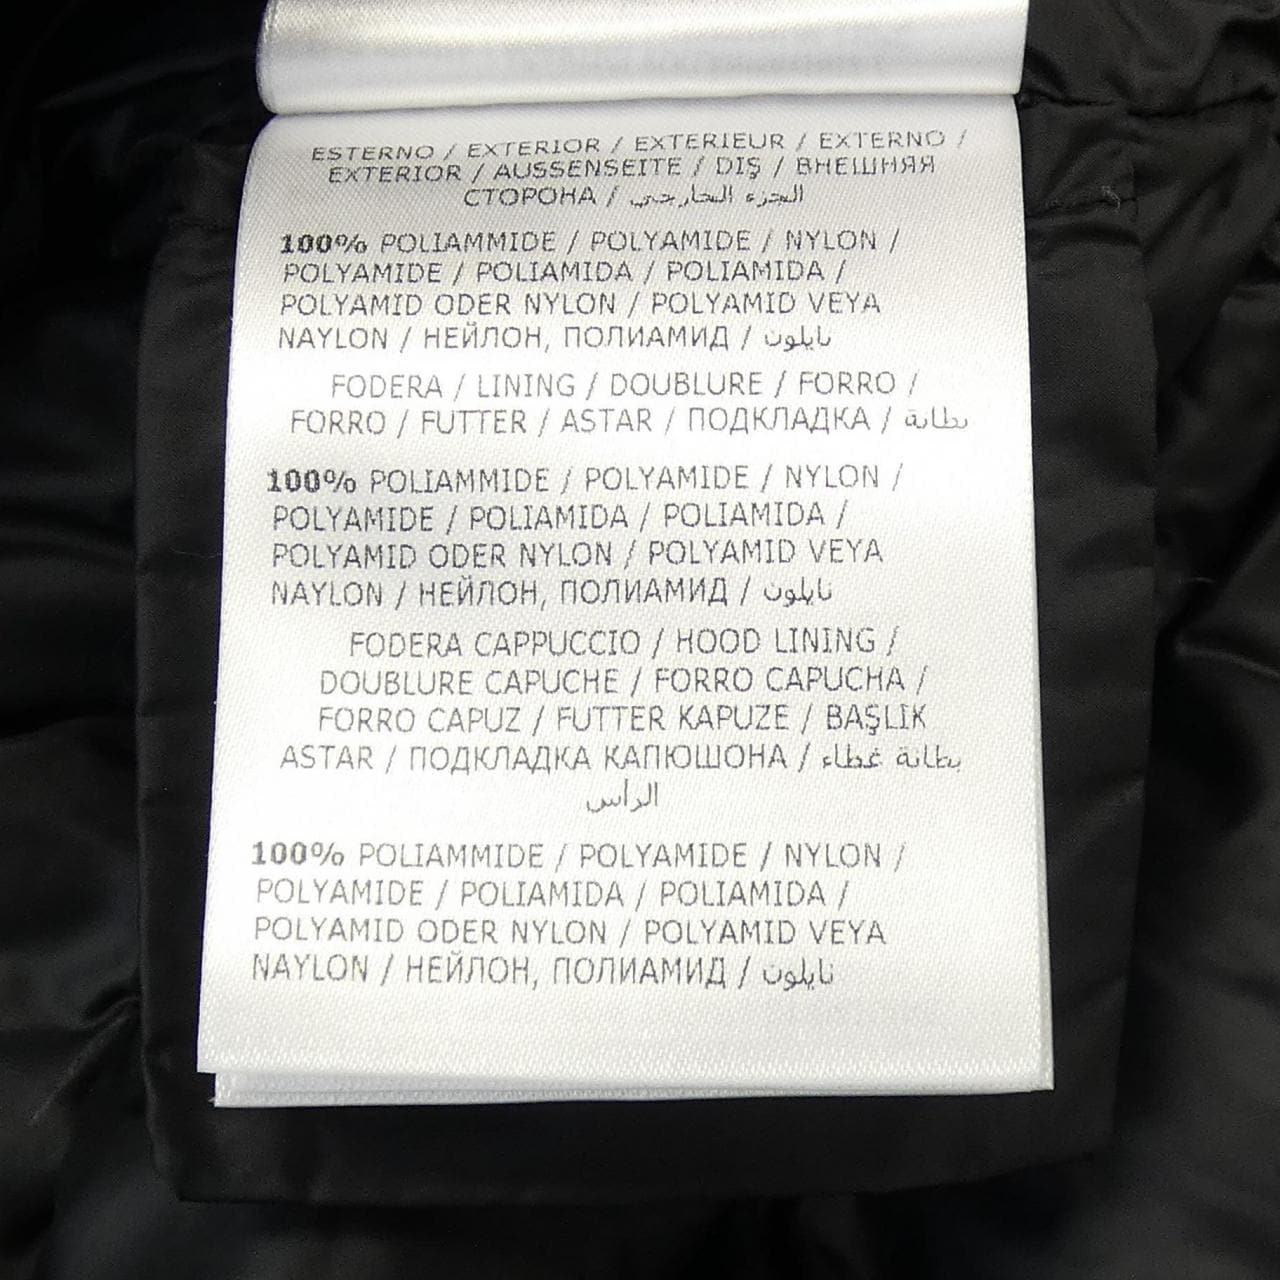 ESTERNO / EXTERIOR / EXTERIEUR / EXTERNO /
EXTERIOR / AUSSENSEITE / DIŞ / ВНЕШНЯЯ
СТОРОНА / الجزء الخارجي
100% POLIAMMIDE / POLYAMIDE / NYLON /
POLYAMIDE / POLIAMIDA / POLIAMIDA /
POLYAMID ODER NYLON / POLYAMID VEYA
NAYLON / НЕЙЛОН, ПОЛИАМИД / نايلون
FODERA / LINING / DOUBLURE / FORRO /
FORRO / FUTTER / ASTAR / ПОДКЛАДКА / بطانة
100% POLIAMMIDE / POLYAMIDE / NYLON /
POLYAMIDE / POLIAMIDA / POLIAMIDA /
POLYAMID ODER NYLON / POLYAMID VEYA
NAYLON / НЕЙЛОН, ПОЛИАМИД / نايلون
FODERA CAPPUCCIO / HOOD LINING /
DOUBLURE CAPUCHE / FORRO CAPUCHA /
FORRO CAPUZ / FUTTER KAPUZE / BAŞLIK
ASTAR / ПОДКЛАДКА КАПЮШОНА / بطانة غطاء
الرأس
100% POLIAMMIDE / POLYAMIDE / NYLON /
POLYAMIDE / POLIAMIDA / POLIAMIDA /
POLYAMID ODER NYLON / POLYAMID VEYA
NAYLON / НЕЙЛОН, ПОЛИАМИД / نايلون